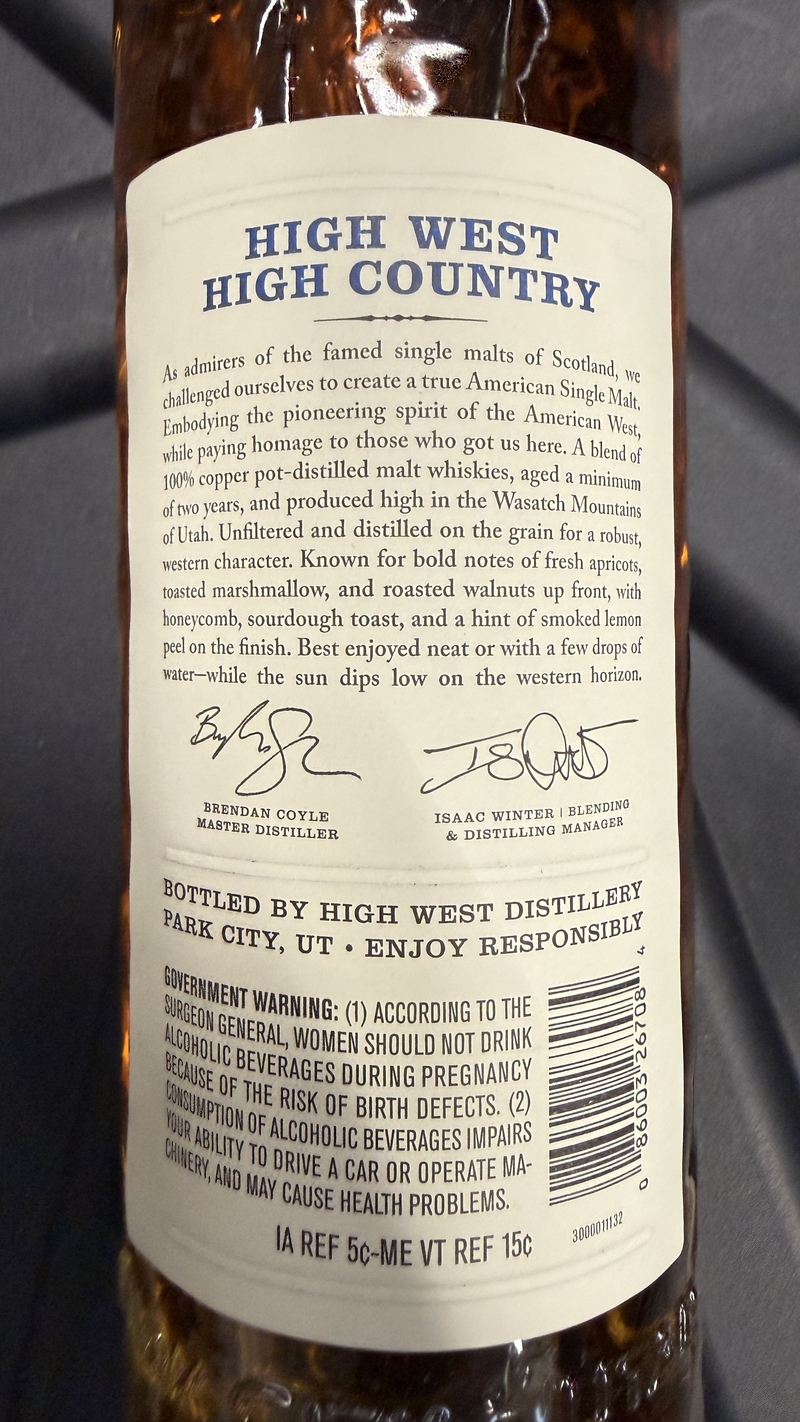 HIGH WEST
HIGH COUNTRY
As admirers of the famed single malts of Scotland, we
challenged ourselves to create a true American Single Malt.
Embodying the pioneering spirit of the American West,
while paying homage to those who got us here. A blend of
100% copper pot-distilled malt whiskies, aged a minimum
of two years, and produced high in the Wasatch Mountains
of Utah. Unfiltered and distilled on the grain for a robust,
western character. Known for bold notes of fresh apricots,
toasted marshmallow, and roasted walnuts up front, with
honeycomb, sourdough toast, and a hint of smoked lemon
peel on the finish. Best enjoyed neat or with a few drops of
water—while the sun dips low on the western horizon.
BRENDAN COYLE
MASTER DISTILLER
ISAAC WINTER | BLENDING
& DISTILLING MANAGER
BOTTLED BY HIGH WEST DISTILLERY
PARK CITY, UT • ENJOY RESPONSIBLY
GOVERNMENT WARNING: (1) ACCORDING TO THE
SURGEON GENERAL, WOMEN SHOULD NOT DRINK
ALCOHOLIC BEVERAGES DURING PREGNANCY
BECAUSE OF THE RISK OF BIRTH DEFECTS. (2)
CONSUMPTION OF ALCOHOLIC BEVERAGES IMPAIRS
YOUR ABILITY TO DRIVE A CAR OR OPERATE MA-
CHINERY, AND MAY CAUSE HEALTH PROBLEMS.
0 86003 26708 4
IA REF 5¢-ME VT REF 15¢
3000011132